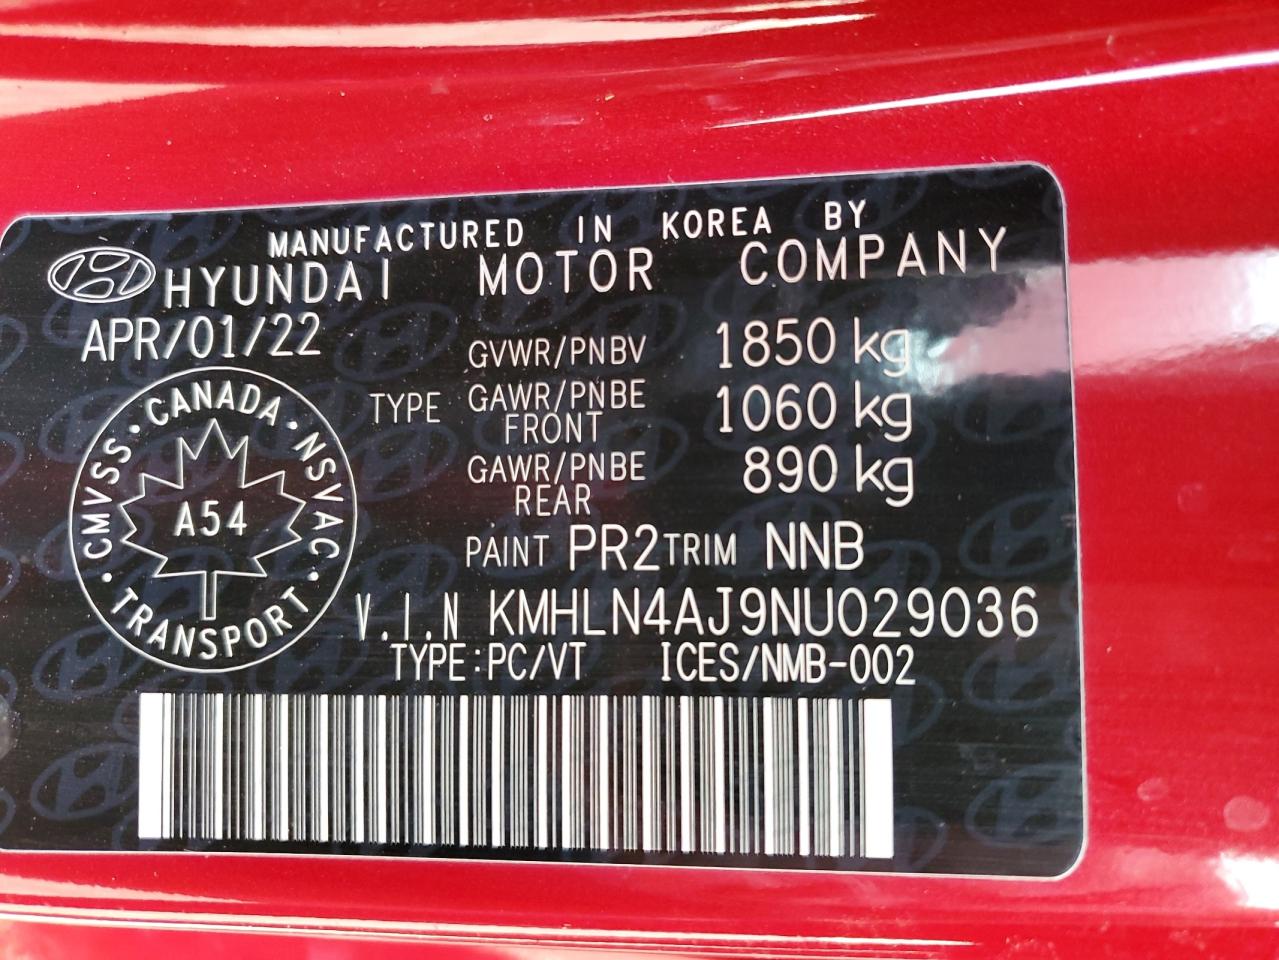 MANUFACTURED IN KOREA BY
HYUNDAI MOTOR COMPANY
APR/01/22
GVWR/PNBV 1850 kg
TYPE GAWR/PNBE FRONT 1060 kg
GAWR/PNBE REAR 890 kg
PAINT PR2 TRIM NNB
V.I.N KMHLN4AJ9NU029036
TYPE:PC/VT ICES/NMB-002
CMVSS · CANADA · NSVAC · TRANSPORT ·
A54